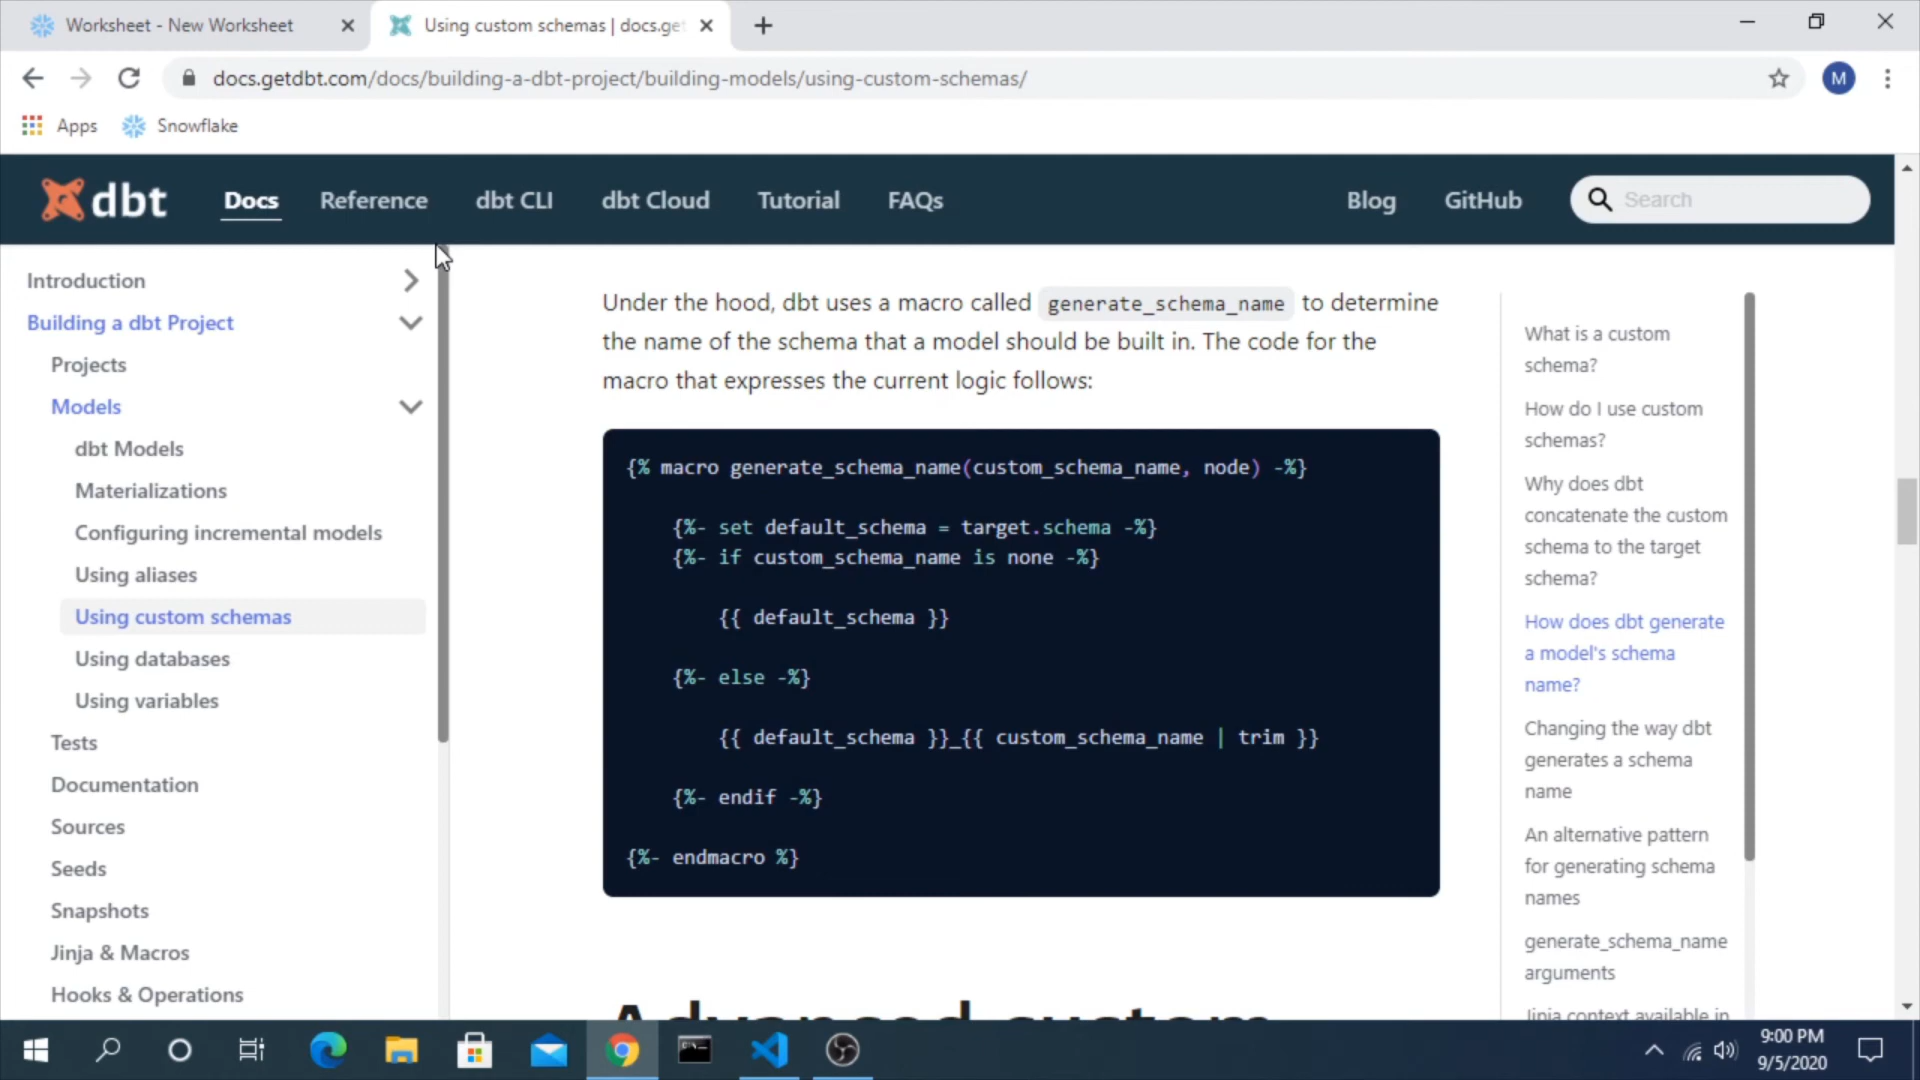 Worksheet - New Worksheet
Using custom schemas | docs.get
docs.getdbt.com/docs/building-a-dbt-project/building-models/using-custom-schemas/
M
Apps
Snowflake
dbt
Docs
Reference
dbt CLI
dbt Cloud
Tutorial
FAQs
Blog
GitHub
Search
Introduction
Building a dbt Project
Projects
Models
dbt Models
Materializations
Configuring incremental models
Using aliases
Using custom schemas
Using databases
Using variables
Tests
Documentation
Sources
Seeds
Snapshots
Jinja & Macros
Hooks & Operations
Under the hood, dbt uses a macro called generate_schema_name to determine
the name of the schema that a model should be built in. The code for the
macro that expresses the current logic follows:
{% macro generate_schema_name(custom_schema_name, node) -%}
{%- set default_schema = target.schema -%}
{%- if custom_schema_name is none -%}
{{ default_schema }}
{%- else -%}
{{ default_schema }}_{{ custom_schema_name | trim }}
{%- endif -%}
{%- endmacro %}
Advanced custom
What is a custom
schema?
How do I use custom
schemas?
Why does dbt
concatenate the custom
schema to the target
schema?
How does dbt generate
a model's schema
name?
Changing the way dbt
generates a schema
name
An alternative pattern
for generating schema
names
generate_schema_name
arguments
Jinja context available in
9:00 PM
9/5/2020